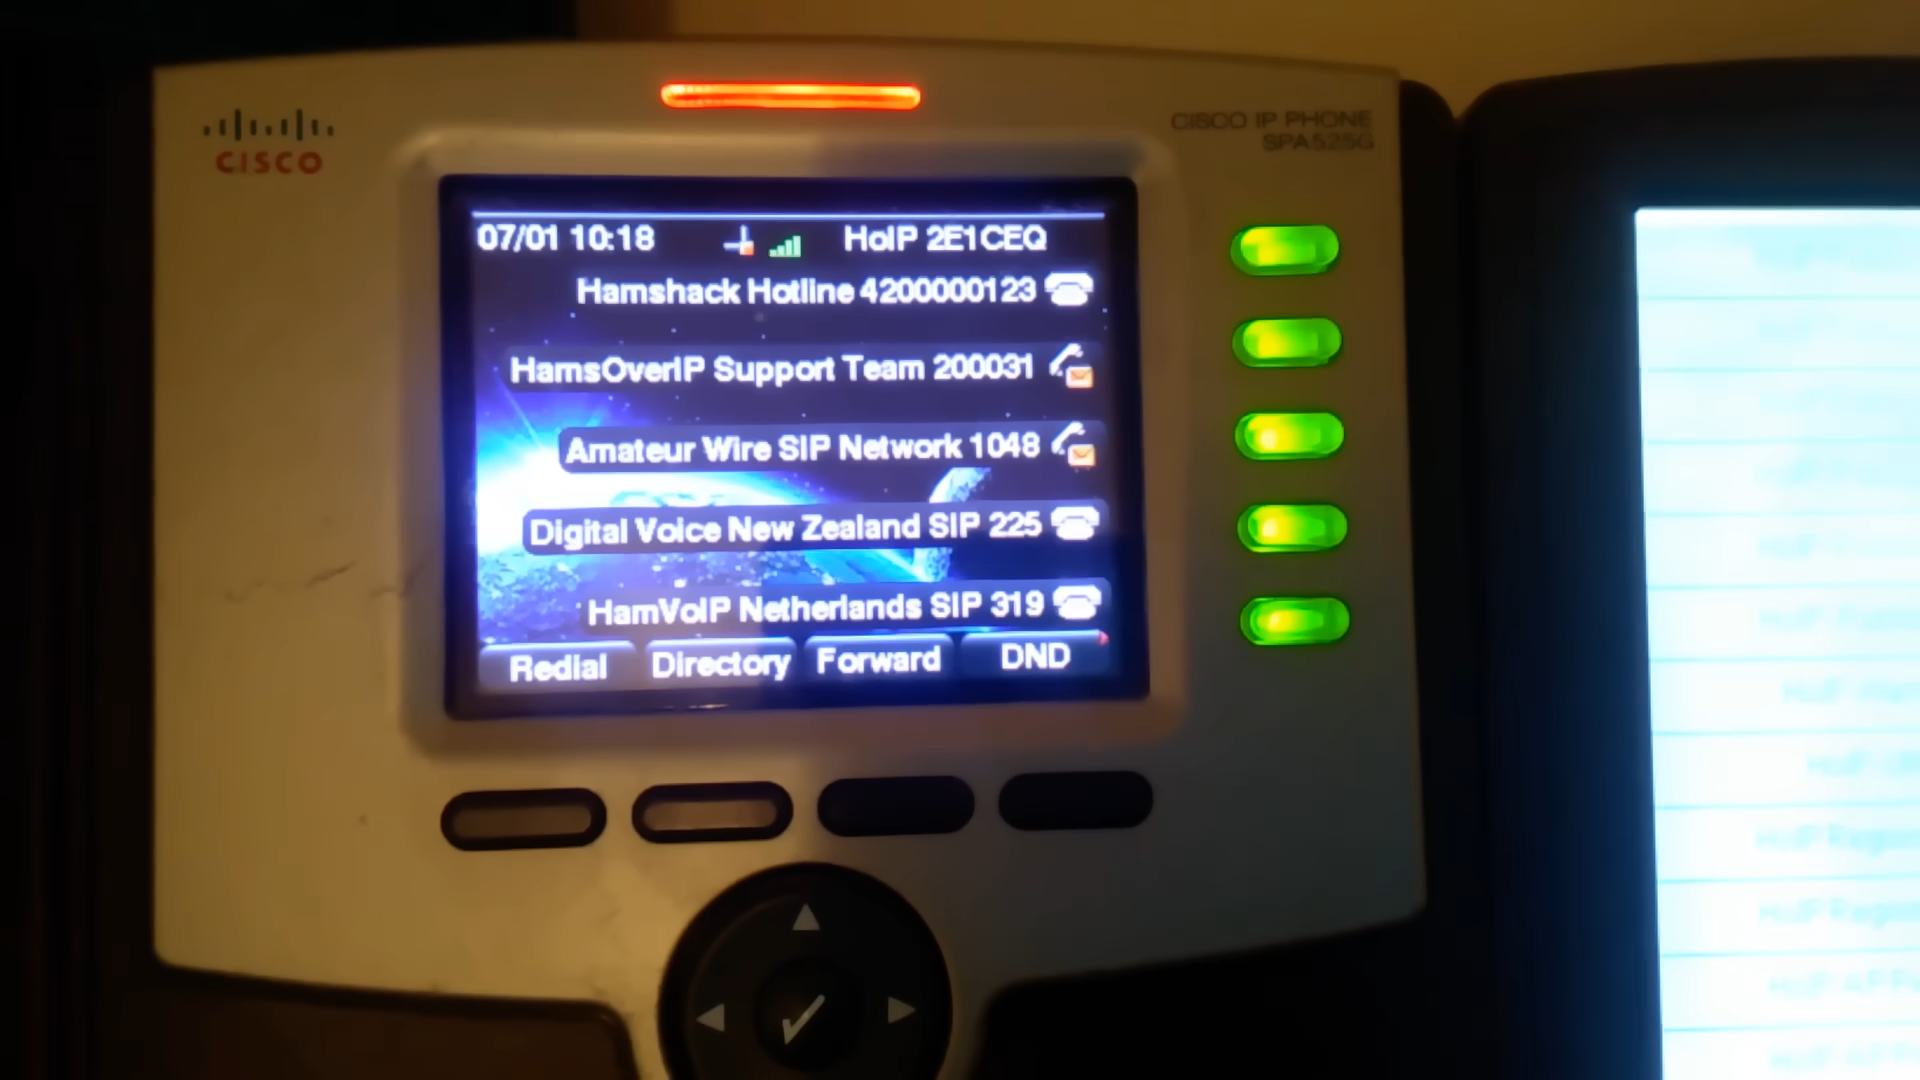 CISCO
CISCO IP PHONE
SPA525G
07/01 10:18 HoIP 2E1CEQ
Hamshack Hotline 4200000123
HamsOverIP Support Team 200031
Amateur Wire SIP Network 1048
Digital Voice New Zealand SIP 225
HamVoIP Netherlands SIP 319
Redial Directory Forward DND